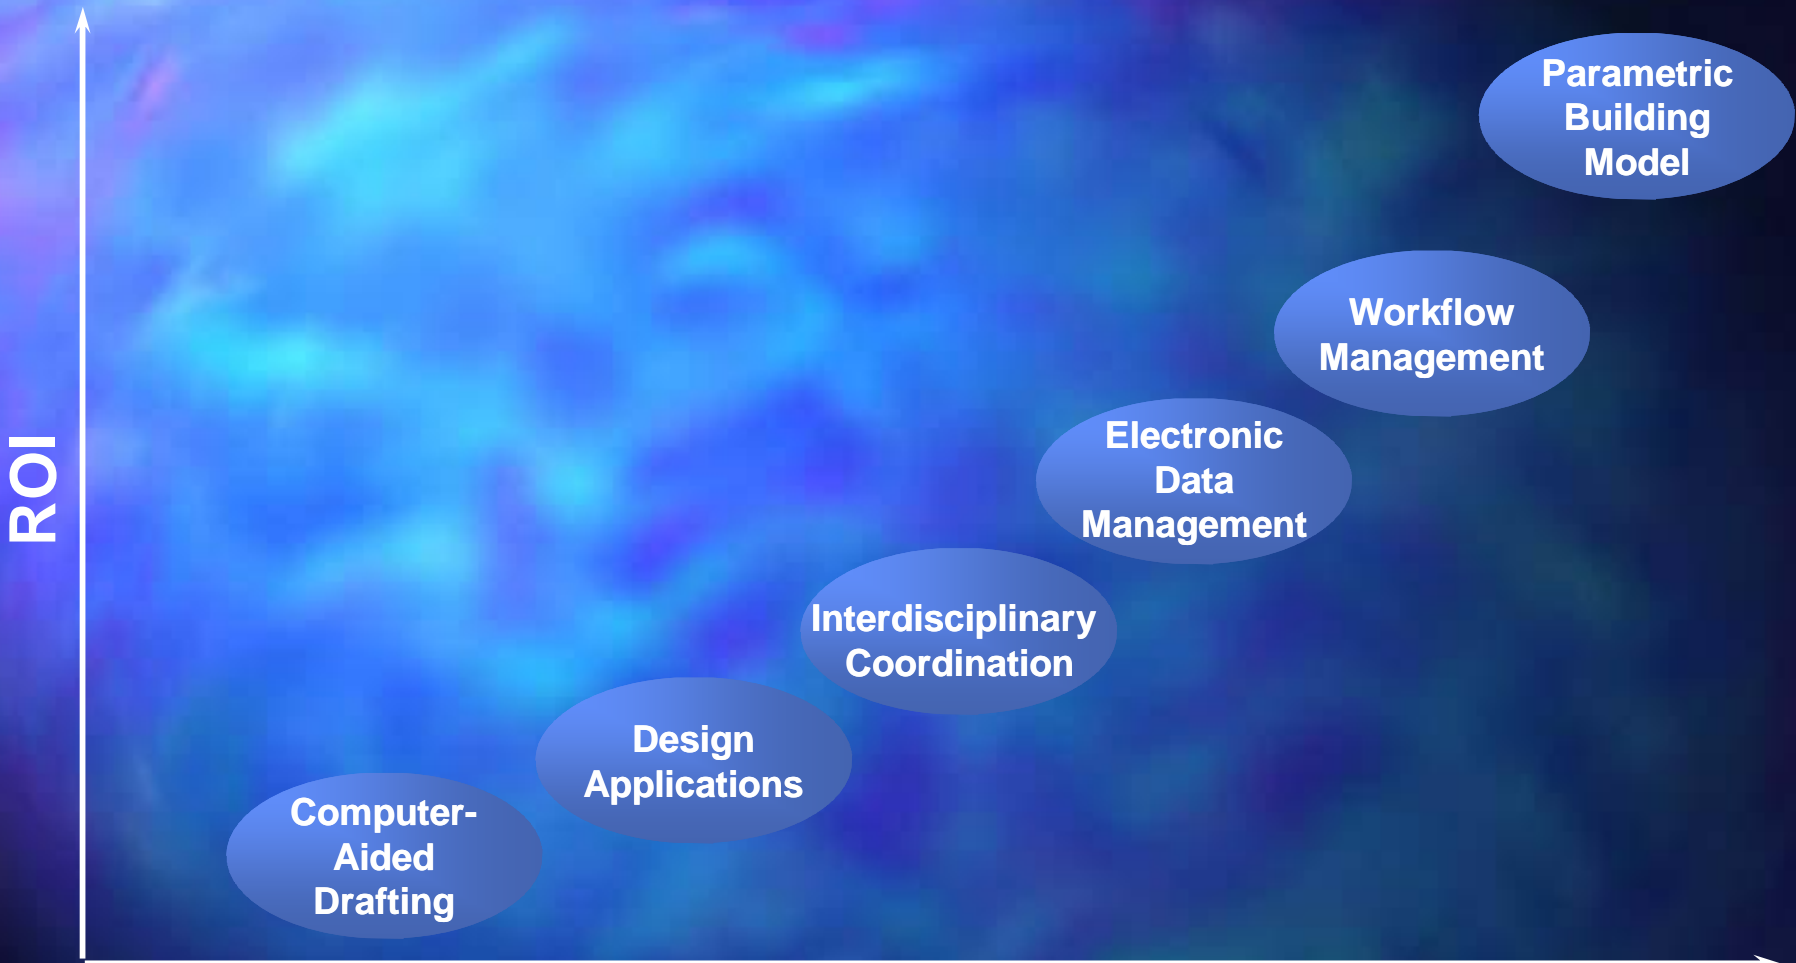 Parametric
Building
Model
Workflow
Management
Electronic
Data
Management
ROI
Interdisciplinary
Coordination
Design
Applications
Computer-
Aided
Drafting